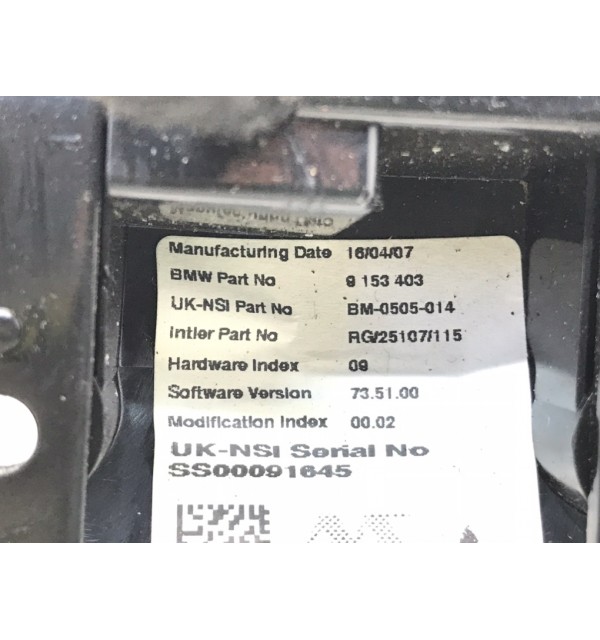 Manufacturing Date 16/04/07
BMW Part No 9 153 403
UK-NSI Part No BM-0505-014
Intier Part No RG/25107/115
Hardware Index 09
Software Version 73.51.00
Modification Index 00.02
UK-NSI Serial No
SS00091645